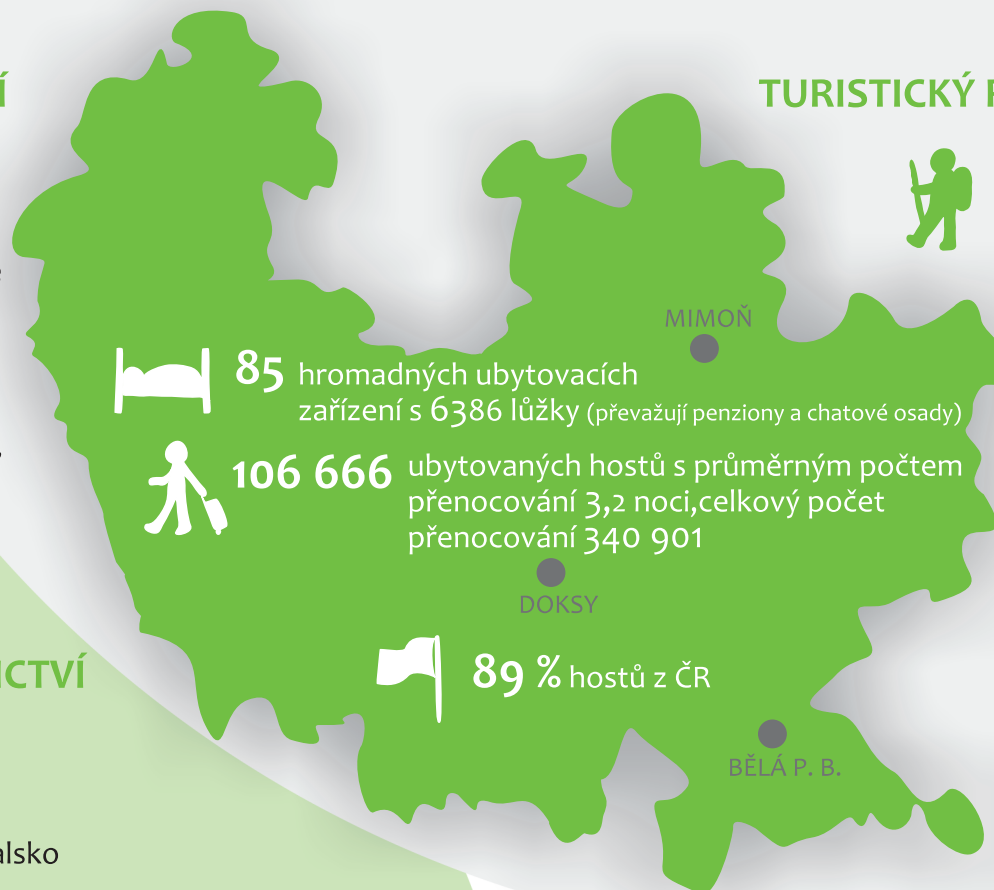 Í
TURISTICKÝ
MIMOŇ
85 hromadných ubytovacích
zařízení s 6386 lůžky (převažují penziony a chatové osady)
106 666 ubytovaných hostů s průměrným počtem
přenocování 3,2 noci,celkový počet
přenocování 340 901
DOKSY
ICTVÍ
89 % hostů z ČR
BĚLÁ P. B.
alsko